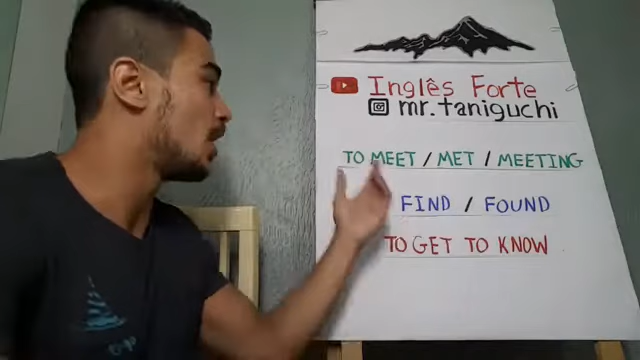 Inglês Forte
mr.taniguchi
TO MEET / MET / MEETING
FIND / FOUND
TO GET TO KNOW